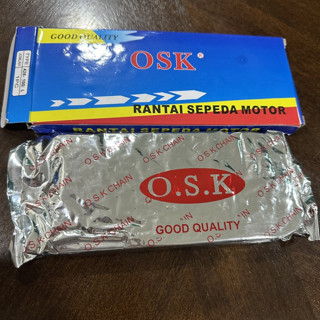 GOOD QUALITY
OSK
RANTAI SEPEDA MOTOR
RANTAI SEPEDA MOTOR
O.S.K CHAIN
O.S.K
GOOD QUALITY